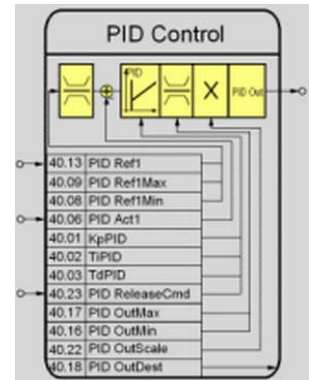 PID Control
PID
X
PID Out
40.13 PID Ref1
40.09 PID Ref1Max
40.08 PID Ref1Min
40.06 PID Act1
40.01 KpPID
40.02 TiPID
40.03 TdPID
40.23 PID ReleaseCmd
40.17 PID OutMax
40.16 PID OutMin
40.22 PID OutScale
40.18 PID OutDest